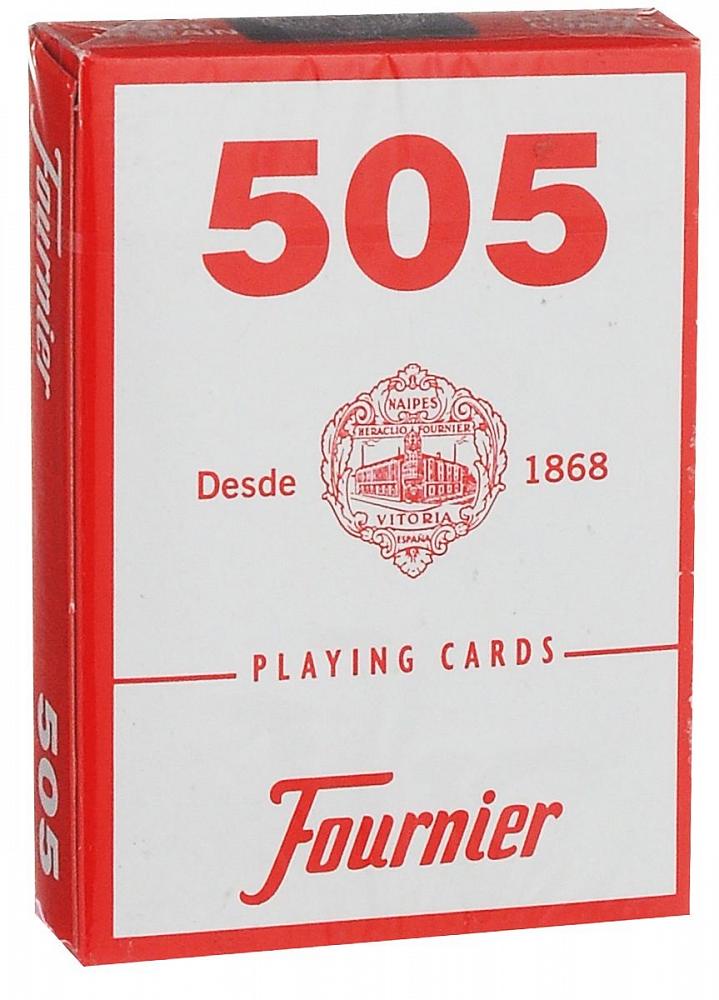 505
NAIPES
HERACLIO FOURNIER
Desde
1868
VITORIA
ESPAÑA
PLAYING CARDS
Fournier
Fournier
505